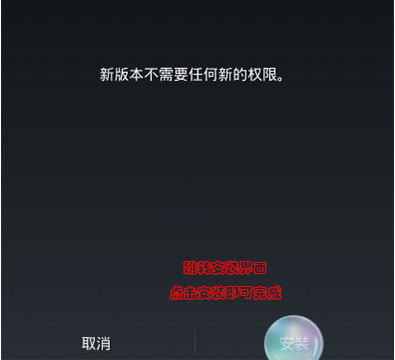 新版本不需要任何新的权限。
跳转安装界面
点击安装即可完成
取消
安装